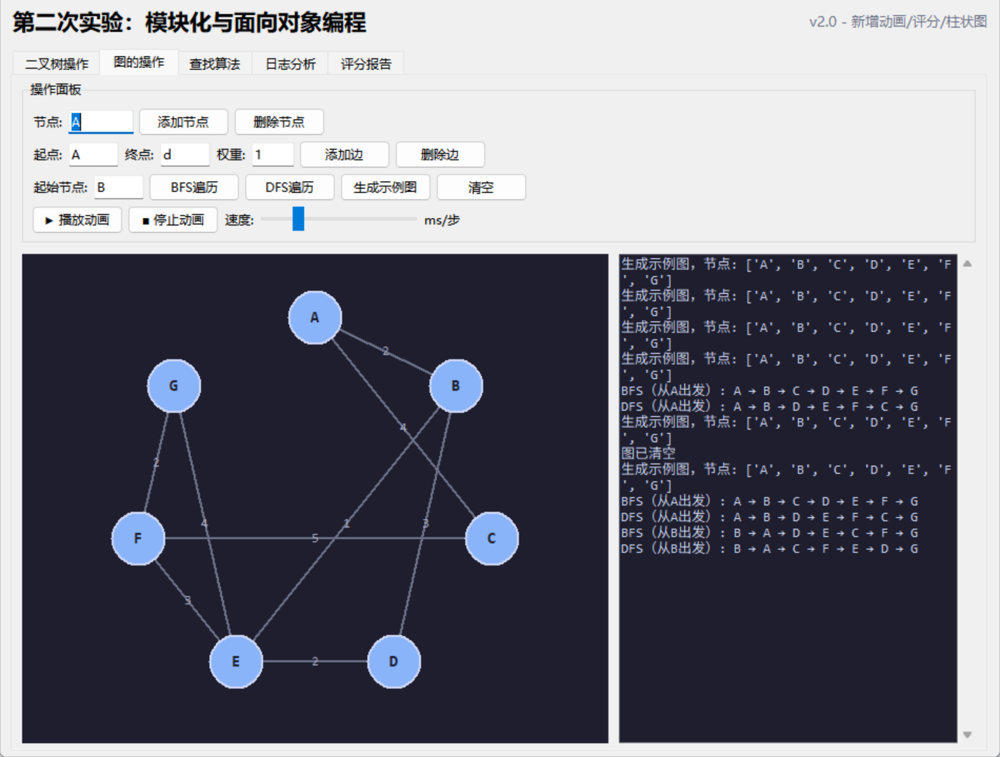 第二次实验：模块化与面向对象编程
v2.0 - 新增动画/评分/柱状图
二叉树操作 图的操作 查找算法 日志分析 评分报告
操作面板
节点: A 添加节点 删除节点
起点: A 终点: d 权重: 1 添加边 删除边
起始节点: B BFS遍历 DFS遍历 生成示例图 清空
▶ 播放动画 ■ 停止动画 速度: ms/步
A
2
G
B
4
2
4
1
3
F
5
C
3
E
2
D
生成示例图，节点: ['A', 'B', 'C', 'D', 'E', 'F
', 'G']
生成示例图，节点: ['A', 'B', 'C', 'D', 'E', 'F
', 'G']
生成示例图，节点: ['A', 'B', 'C', 'D', 'E', 'F
', 'G']
生成示例图，节点: ['A', 'B', 'C', 'D', 'E', 'F
', 'G']
BFS（从A出发）: A → B → C → D → E → F → G
DFS（从A出发）: A → B → D → E → F → C → G
生成示例图，节点: ['A', 'B', 'C', 'D', 'E', 'F
', 'G']
图已清空
生成示例图，节点: ['A', 'B', 'C', 'D', 'E', 'F
', 'G']
BFS（从A出发）: A → B → C → D → E → F → G
DFS（从A出发）: A → B → D → E → F → C → G
BFS（从B出发）: B → A → D → E → C → F → G
DFS（从B出发）: B → A → C → F → E → D → G